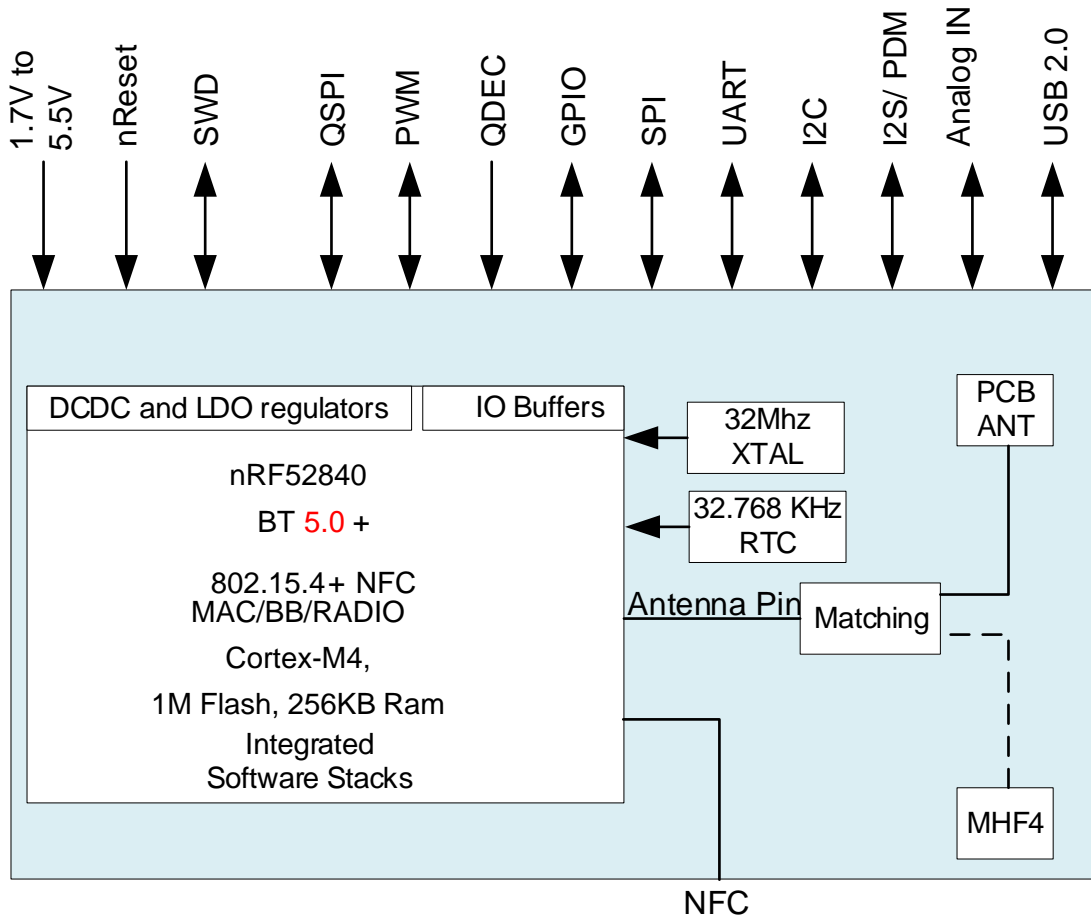 1.7V to
5.5V
nReset
SWD
QSPI
PWM
QDEC
GPIO
SPI
UART
I2C
I2S/ PDM
Analog IN
USB 2.0
DCDC and LDO regulators
IO Buffers
nRF52840
BT 5.0 +
802.15.4+ NFC
MAC/BB/RADIO
Cortex-M4,
1M Flash, 256KB Ram
Integrated
Software Stacks
32Mhz
XTAL
32.768 KHz
RTC
Antenna Pin
Matching
PCB
ANT
MHF4
NFC